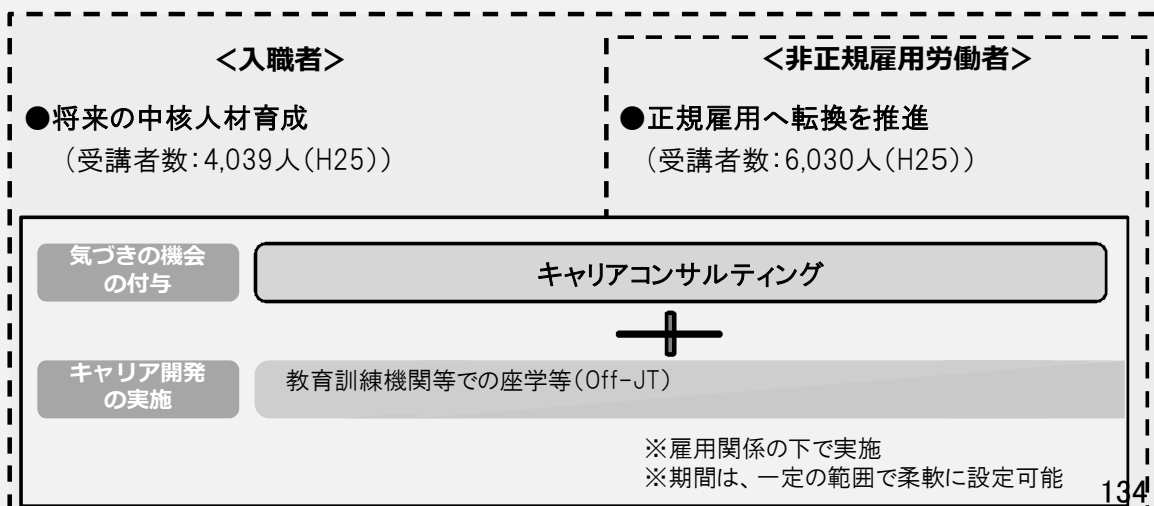 ＜入職者＞
●将来の中核人材育成
（受講者数：4,039人（H25））
＜非正規雇用労働者＞
●正規雇用へ転換を推進
（受講者数：6,030人（H25））
気づきの機会
の付与
キャリアコンサルティング
＋
キャリア開発
の実施
教育訓練機関等での座学等（Off-JT）
※雇用関係の下で実施
※期間は、一定の範囲で柔軟に設定可能
134